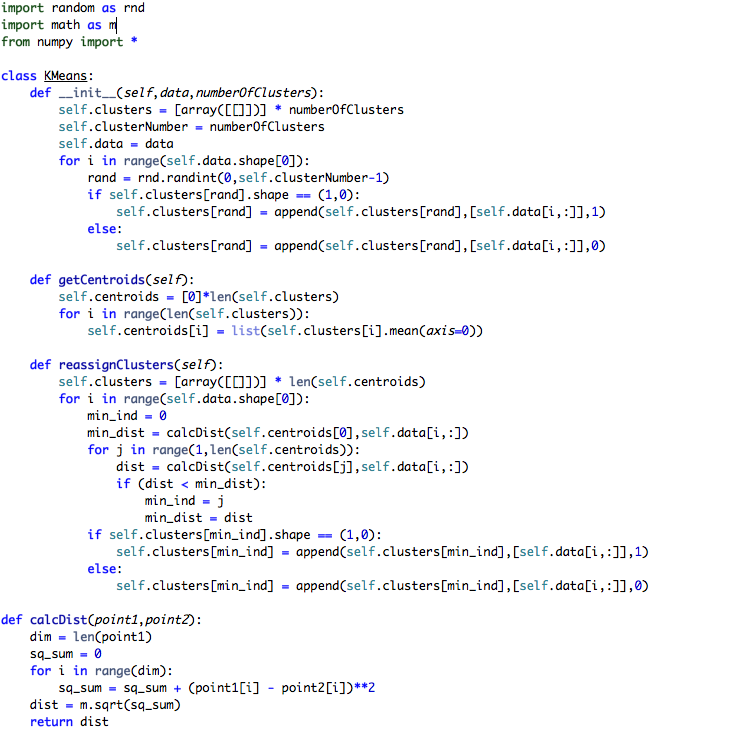 import random as rnd
import math as m
from numpy import *

class KMeans:
    def __init__(self,data,numberOfClusters):
        self.clusters = [array([[]])] * numberOfClusters
        self.clusterNumber = numberOfClusters
        self.data = data
        for i in range(self.data.shape[0]):
            rand = rnd.randint(0,self.clusterNumber-1)
            if self.clusters[rand].shape == (1,0):
                self.clusters[rand] = append(self.clusters[rand],[self.data[i,:]],1)
            else:
                self.clusters[rand] = append(self.clusters[rand],[self.data[i,:]],0)

    def getCentroids(self):
        self.centroids = [0]*len(self.clusters)
        for i in range(len(self.clusters)):
            self.centroids[i] = list(self.clusters[i].mean(axis=0))

    def reassignClusters(self):
        self.clusters = [array([[]])] * len(self.centroids)
        for i in range(self.data.shape[0]):
            min_ind = 0
            min_dist = calcDist(self.centroids[0],self.data[i,:])
            for j in range(1,len(self.centroids)):
                dist = calcDist(self.centroids[j],self.data[i,:])
                if (dist < min_dist):
                    min_ind = j
                    min_dist = dist
            if self.clusters[min_ind].shape == (1,0):
                self.clusters[min_ind] = append(self.clusters[min_ind],[self.data[i,:]],1)
            else:
                self.clusters[min_ind] = append(self.clusters[min_ind],[self.data[i,:]],0)

def calcDist(point1,point2):
    dim = len(point1)
    sq_sum = 0
    for i in range(dim):
        sq_sum = sq_sum + (point1[i] - point2[i])**2
    dist = m.sqrt(sq_sum)
    return dist